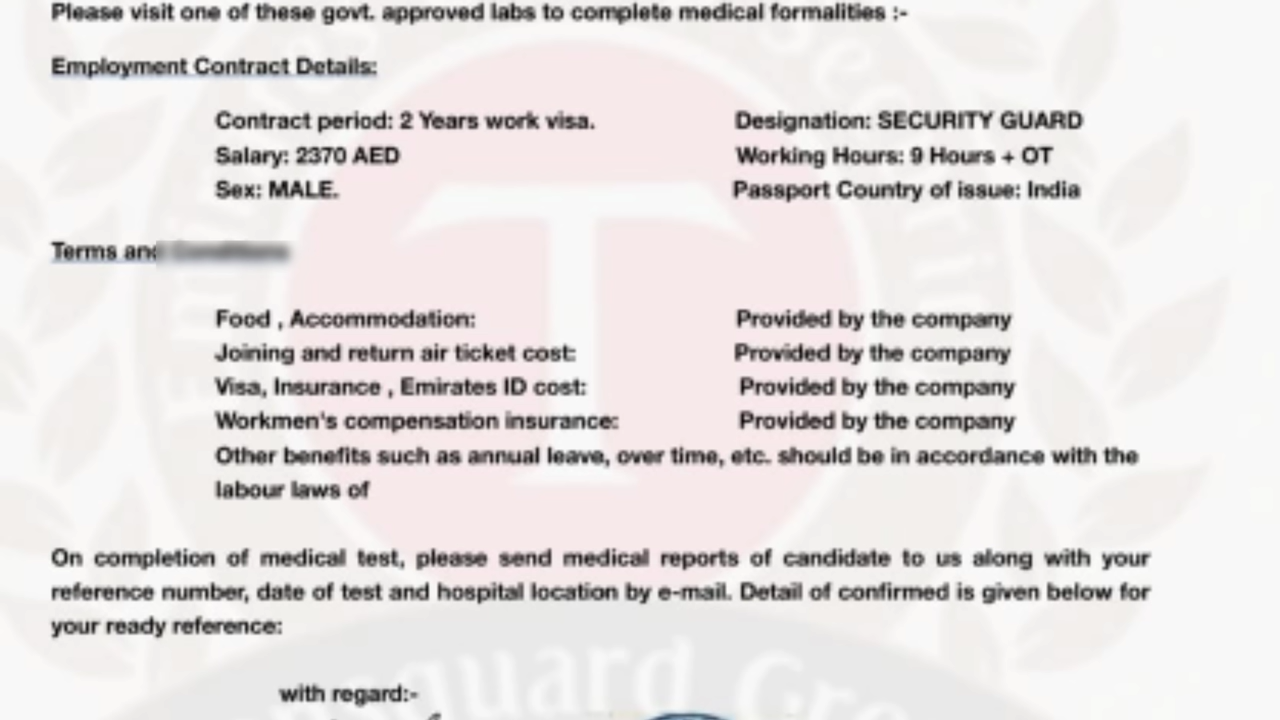 Please visit one of these govt. approved labs to complete medical formalities :-
Employment Contract Details:
Contract period: 2 Years work visa. Designation: SECURITY GUARD
Salary: 2370 AED Working Hours: 9 Hours + OT
Sex: MALE. Passport Country of issue: India
Terms and Conditions
Food , Accommodation: Provided by the company
Joining and return air ticket cost: Provided by the company
Visa, Insurance , Emirates ID cost: Provided by the company
Workmen's compensation insurance: Provided by the company
Other benefits such as annual leave, over time, etc. should be in accordance with the
labour laws of
On completion of medical test, please send medical reports of candidate to us along with your
reference number, date of test and hospital location by e-mail. Detail of confirmed is given below for
your ready reference:
with regard:-